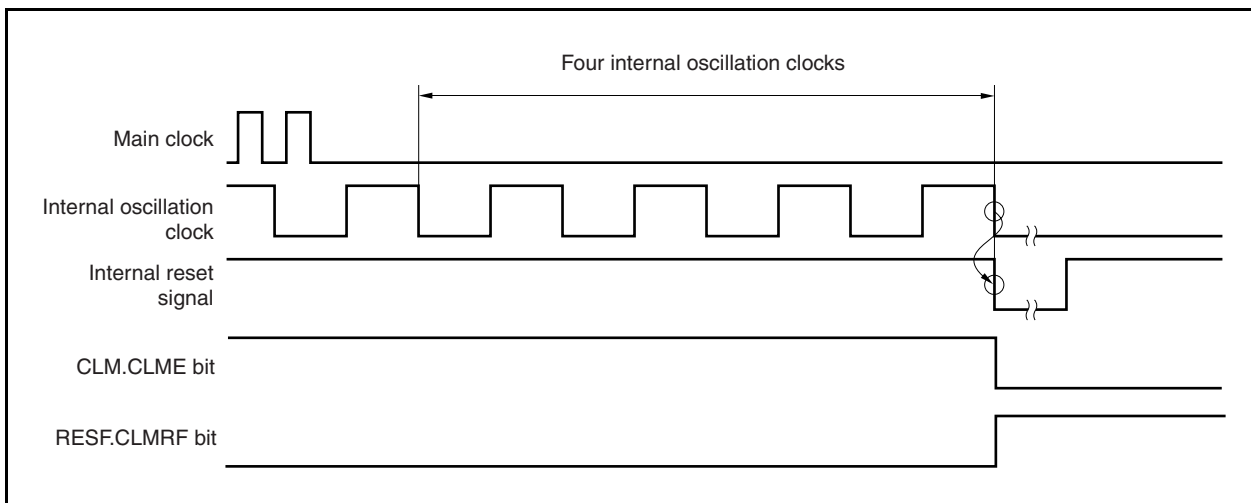 Four internal oscillation clocks
Main clock
Internal oscillation
clock
Internal reset
signal
CLM.CLME bit
RESF.CLMRF bit